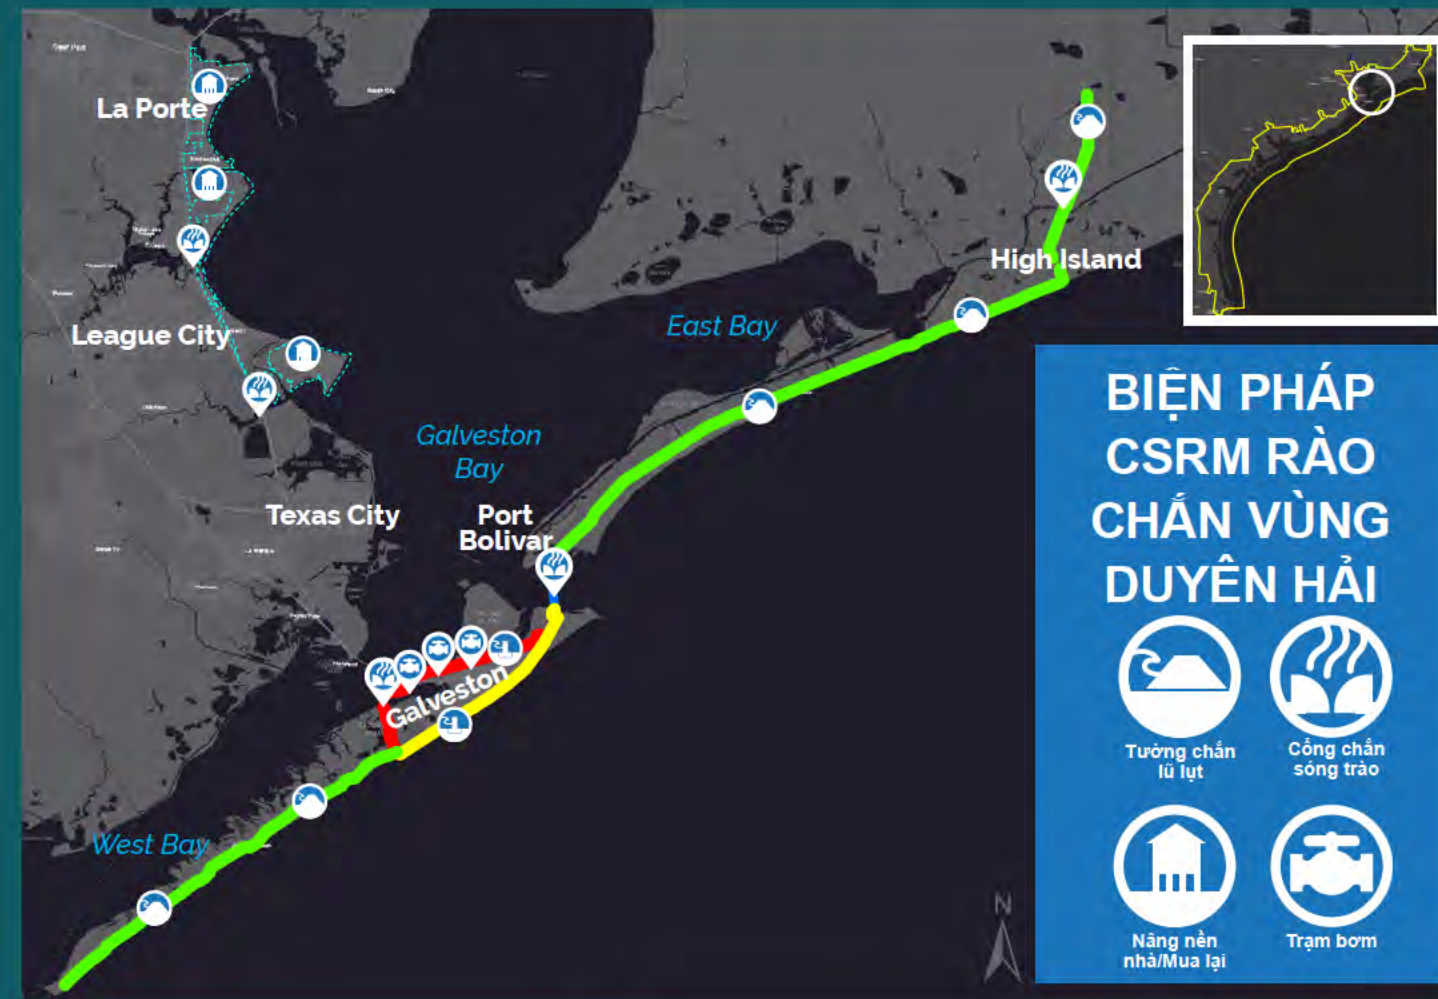 La Porte
League City
Texas City
Galveston
Bay
East Bay
Port
Bolivar
High Island
Galveston
West Bay
N
BIỆN PHÁP
CSRM RÀO
CHẮN VÙNG
DUYÊN HẢI
Tường chắn
lũ lụt
Cổng chắn
sóng trào
Nâng nền
nhà/Mua lại
Trạm bơm